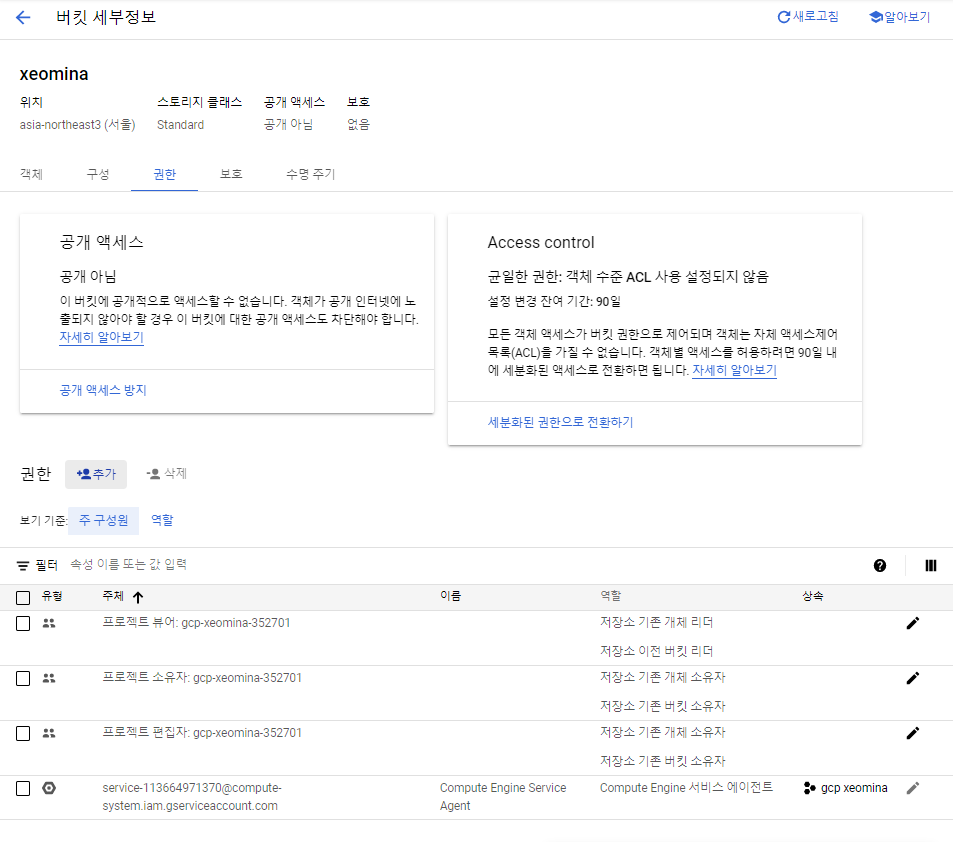 버킷 세부정보
새로고침
알아보기
xeomina
위치
스토리지 클래스
공개 액세스
보호
asia-northeast3 (서울)
Standard
공개 아님
없음
객체
구성
권한
보호
수명 주기
공개 액세스
공개 아님
이 버킷에 공개적으로 액세스할 수 없습니다. 객체가 공개 인터넷에 노
출되지 않아야 할 경우 이 버킷에 대한 공개 액세스도 차단해야 합니다.
자세히 알아보기
공개 액세스 방지
Access control
균일한 권한: 객체 수준 ACL 사용 설정되지 않음
설정 변경 잔여 기간: 90일
모든 객체 액세스가 버킷 권한으로 제어되며 객체는 자체 액세스제어
목록(ACL)을 가질 수 없습니다. 객체별 액세스를 허용하려면 90일 내
에 세분화된 액세스로 전환하면 됩니다. 자세히 알아보기
세분화된 권한으로 전환하기
권한
추가
삭제
보기 기준:
주 구성원
역할
필터
속성 이름 또는 값 입력
유형
주체
이름
역할
상속
프로젝트 뷰어: gcp-xeomina-352701
저장소 기존 개체 리더
저장소 이전 버킷 리더
프로젝트 소유자: gcp-xeomina-352701
저장소 기존 개체 소유자
저장소 기존 버킷 소유자
프로젝트 편집자: gcp-xeomina-352701
저장소 기존 개체 소유자
저장소 기존 버킷 소유자
service-113664971370@compute-
system.iam.gserviceaccount.com
Compute Engine Service
Agent
Compute Engine 서비스 에이전트
gcp xeomina